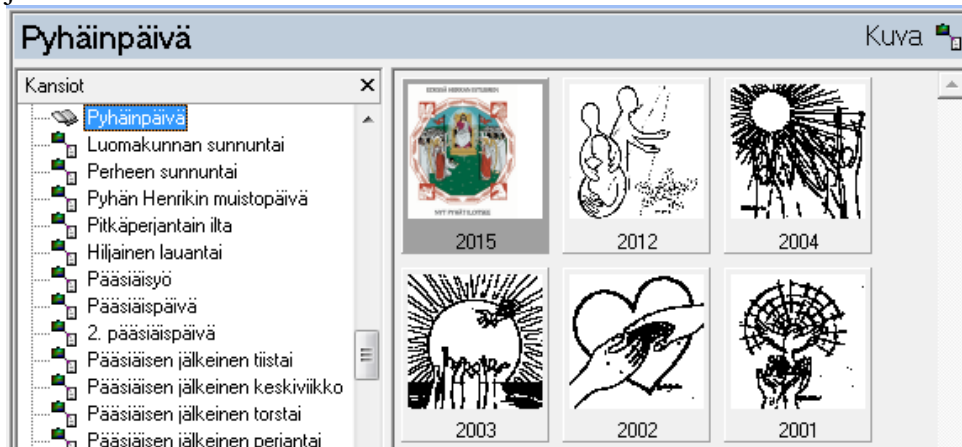 Pyhäinpäivä
Kuva
Kansiot
Pyhäinpäivä
Luomakunnan sunnuntai
Perheen sunnuntai
Pyhän Henrikin muistopäivä
Pitkäperjantain ilta
Hiljainen lauantai
Pääsiäisyö
Pääsiäispäivä
2. pääsiäispäivä
Pääsiäisen jälkeinen tiistai
Pääsiäisen jälkeinen keskiviikko
Pääsiäisen jälkeinen torstai
Pääsiäisen jälkeinen perjantai
2015
2012
2004
2003
2002
2001